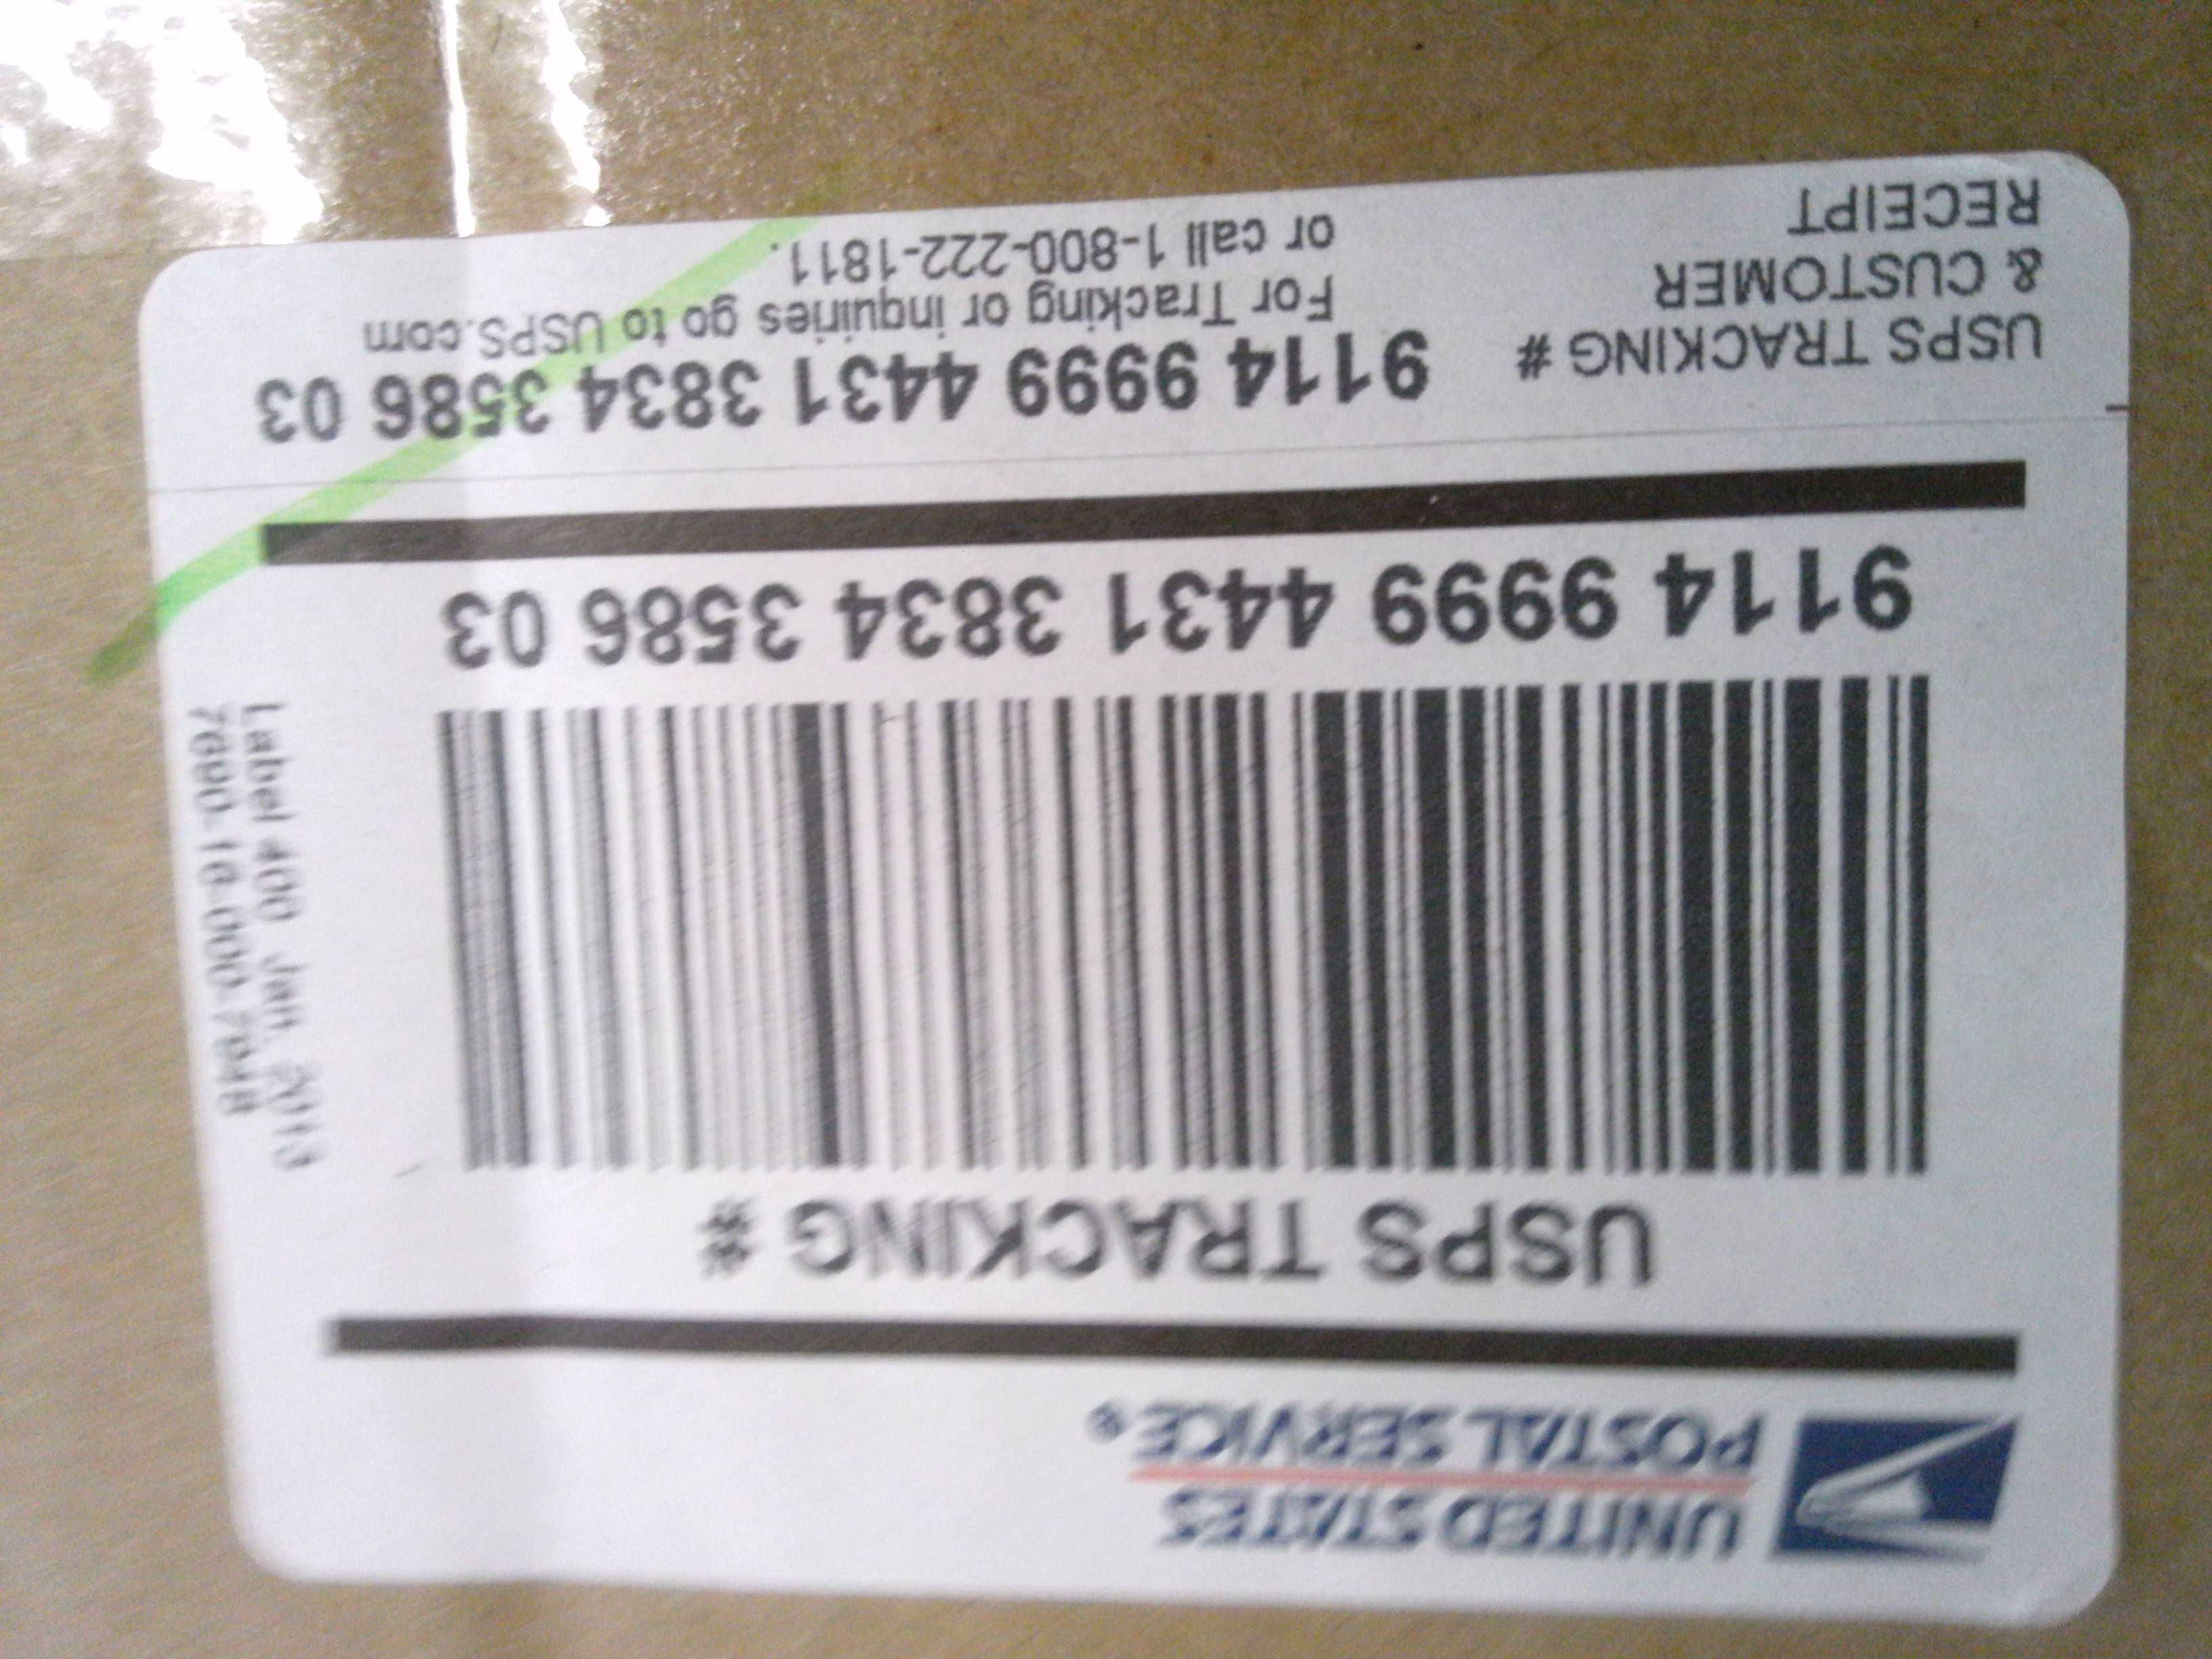 UNITED STATES
POSTAL SERVICE®
USPS TRACKING #
9114 9999 4431 3834 3586 03
Label 400 Jan. 2013
7690-16-000-7948
USPS TRACKING #
& CUSTOMER
RECEIPT
9114 9999 4431 3834 3586 03
For Tracking or inquiries go to USPS.com
or call 1-800-222-1811.